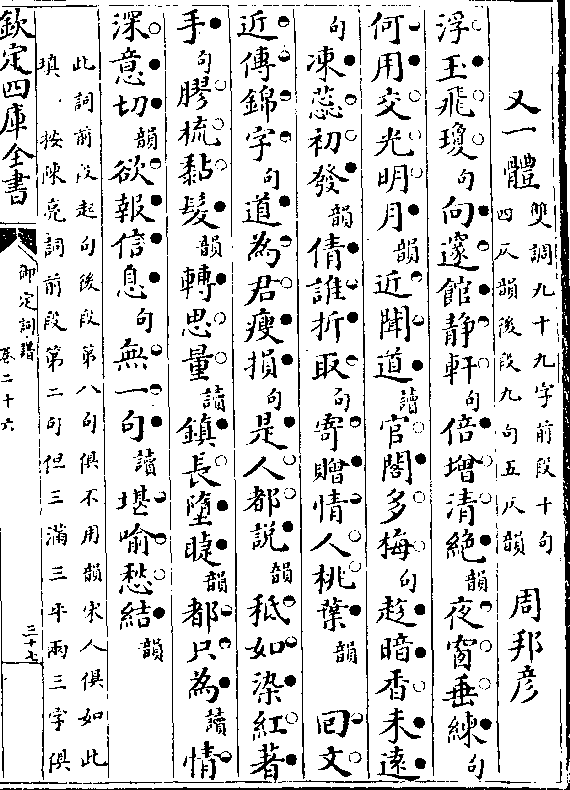 又一體 雙調九十九字前段十句四仄韻後段九句五仄韻 周邦彦
浮玉飛瓊句向邃館靜軒句倍增清絶韻夜窗垂練句
何用交光明月韻近聞道讀官閣多梅句趂暗香未遠
句凍蕊初發韻倩誰折取句寄贈情人桃葉韻 囘文
近傳錦字句道為君瘦損句是人都說韻秪如染紅著
手句膠梳黏髮韻轉思量讀鎮長墮睫韻都只為讀情
深意切韻欲報信息句無一句讀堪喻愁結韻
此詞前段起句後段第八句俱不用韻宋人俱如此
填按陳亮詞前段第二句但三滿三平兩三字俱
欽定四庫全書
御定詞譜
卷二十六
三十七